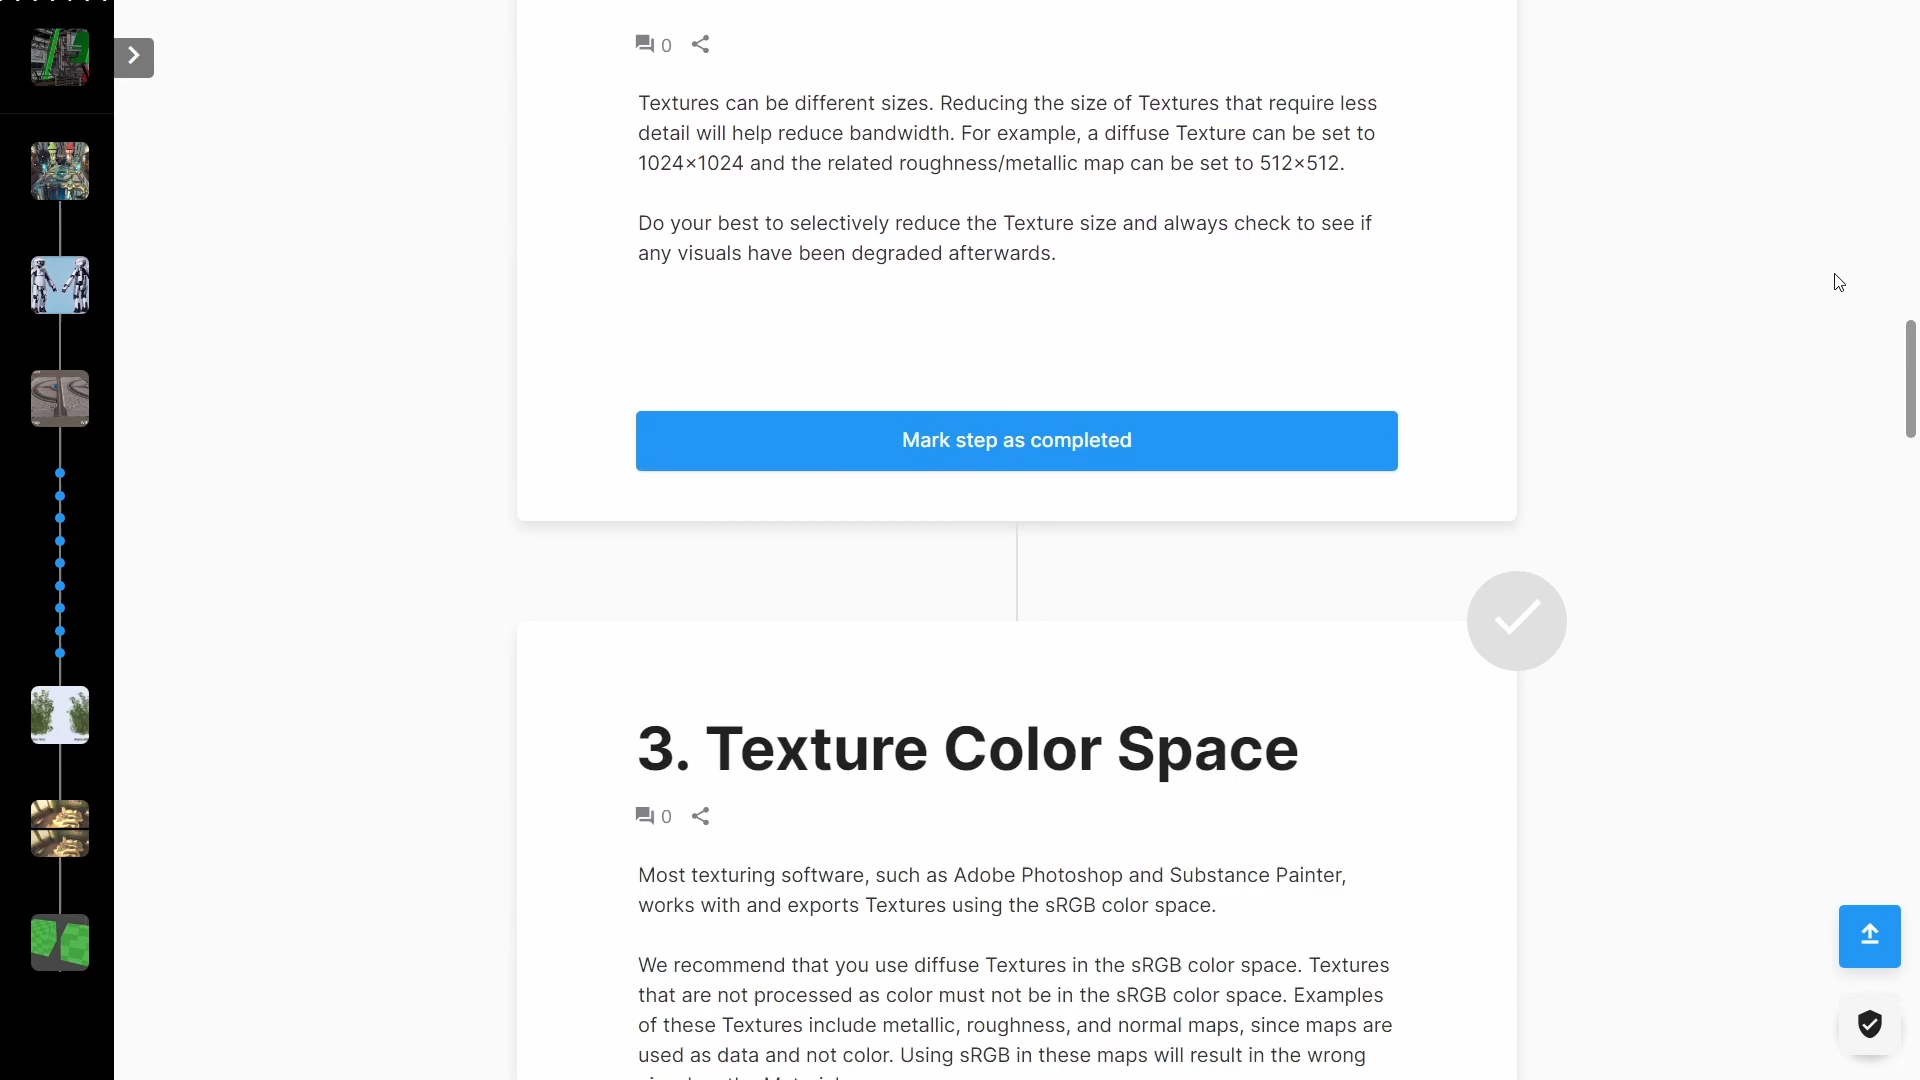 0
Textures can be different sizes. Reducing the size of Textures that require less
detail will help reduce bandwidth. For example, a diffuse Texture can be set to
1024×1024 and the related roughness/metallic map can be set to 512×512.
Do your best to selectively reduce the Texture size and always check to see if
any visuals have been degraded afterwards.
Mark step as completed
3. Texture Color Space
0
Most texturing software, such as Adobe Photoshop and Substance Painter,
works with and exports Textures using the sRGB color space.
We recommend that you use diffuse Textures in the sRGB color space. Textures
that are not processed as color must not be in the sRGB color space. Examples
of these Textures include metallic, roughness, and normal maps, since maps are
used as data and not color. Using sRGB in these maps will result in the wrong